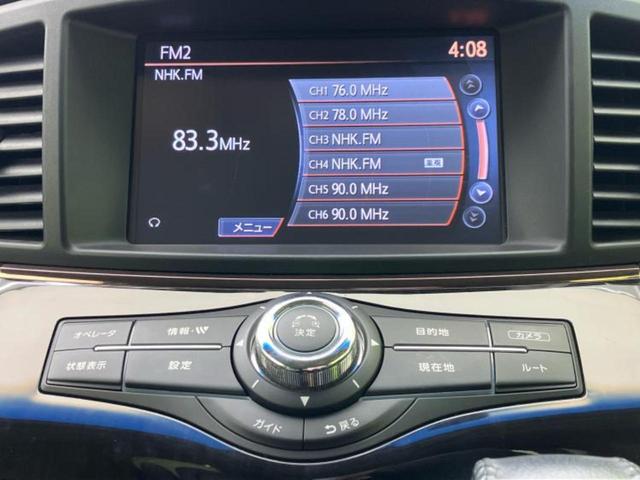 FM2
4:08
NHK.FM
83.3MHz
CH1 76.0 MHz
CH2 78.0 MHz
CH3 NHK.FM
CH4 NHK.FM
CH5 90.0 MHz
CH6 90.0 MHz
メニュー
オペレータ
情報・
決定
目的地
カメラ
状態表示
設定
現在地
ルート
ガイド
戻る